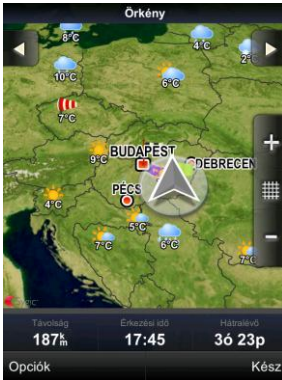 Örkény
8°C
4°C
2°
10°C
6°C
7°C
9°C
BUDAPEST
DEBRECEN
PÉCS
4°C
5°C
7°C
6°C
7°C
Távolság
Érkezési idő
Hátralévő
187km
17:45
3ó 23p
Opciók
Kész